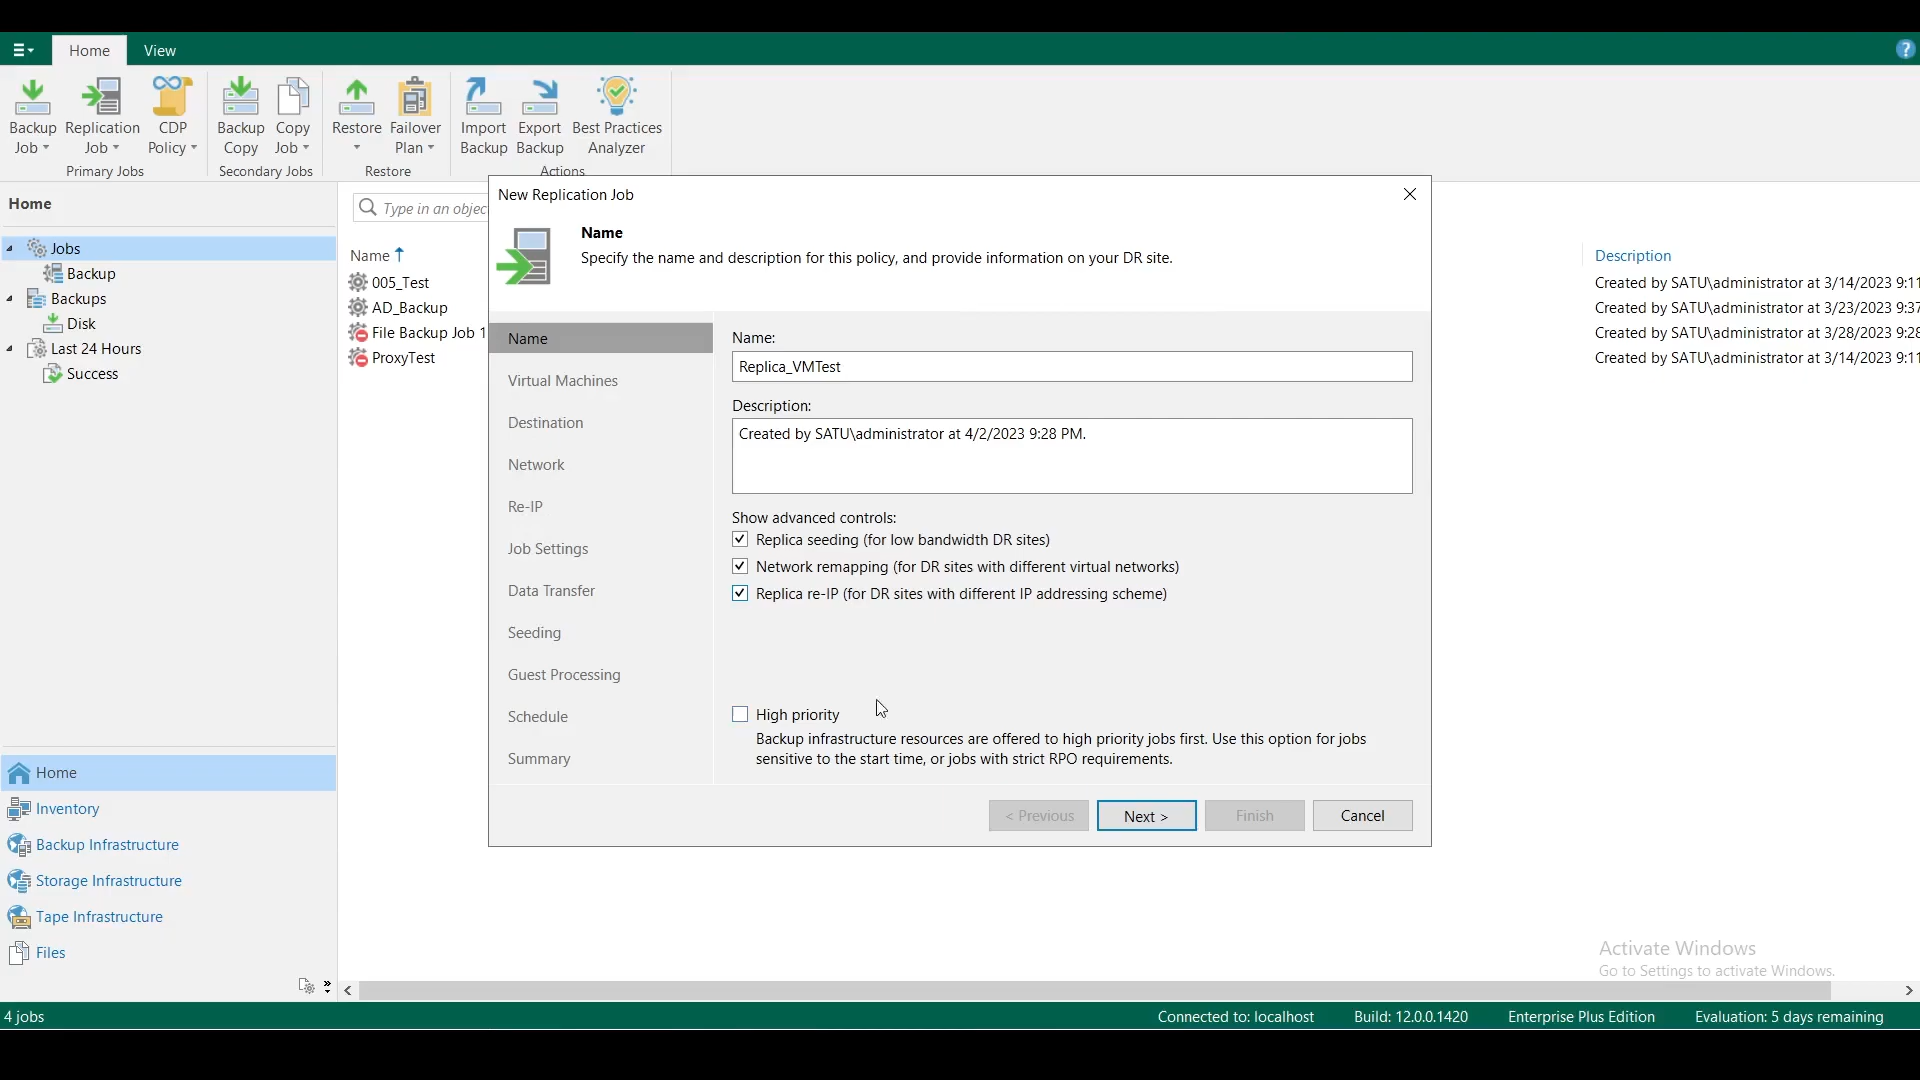 Home
View
Backup Job
Replication Job
CDP Policy
Backup Copy
Copy Job
Restore
Failover Plan
Import Backup
Export Backup
Best Practices Analyzer
Primary Jobs
Secondary Jobs
Restore
Actions
Home
Jobs
Backup
Backups
Disk
Last 24 Hours
Success
Type in an objec
Name
005_Test
AD_Backup
File Backup Job 1
ProxyTest
Description
Created by SATU\administrator at 3/14/2023 9:11
Created by SATU\administrator at 3/23/2023 9:37
Created by SATU\administrator at 3/28/2023 9:28
Created by SATU\administrator at 3/14/2023 9:11
New Replication Job
Name
Specify the name and description for this policy, and provide information on your DR site.
Name
Virtual Machines
Destination
Network
Re-IP
Job Settings
Data Transfer
Seeding
Guest Processing
Schedule
Summary
Name:
Replica_VMTest
Description:
Created by SATU\administrator at 4/2/2023 9:28 PM.
Show advanced controls:
Replica seeding (for low bandwidth DR sites)
Network remapping (for DR sites with different virtual networks)
Replica re-IP (for DR sites with different IP addressing scheme)
High priority
Backup infrastructure resources are offered to high priority jobs first. Use this option for jobs
sensitive to the start time, or jobs with strict RPO requirements.
< Previous
Next >
Finish
Cancel
Home
Inventory
Backup Infrastructure
Storage Infrastructure
Tape Infrastructure
Files
Activate Windows
Go to Settings to activate Windows.
4 jobs
Connected to: localhost
Build: 12.0.0.1420
Enterprise Plus Edition
Evaluation: 5 days remaining